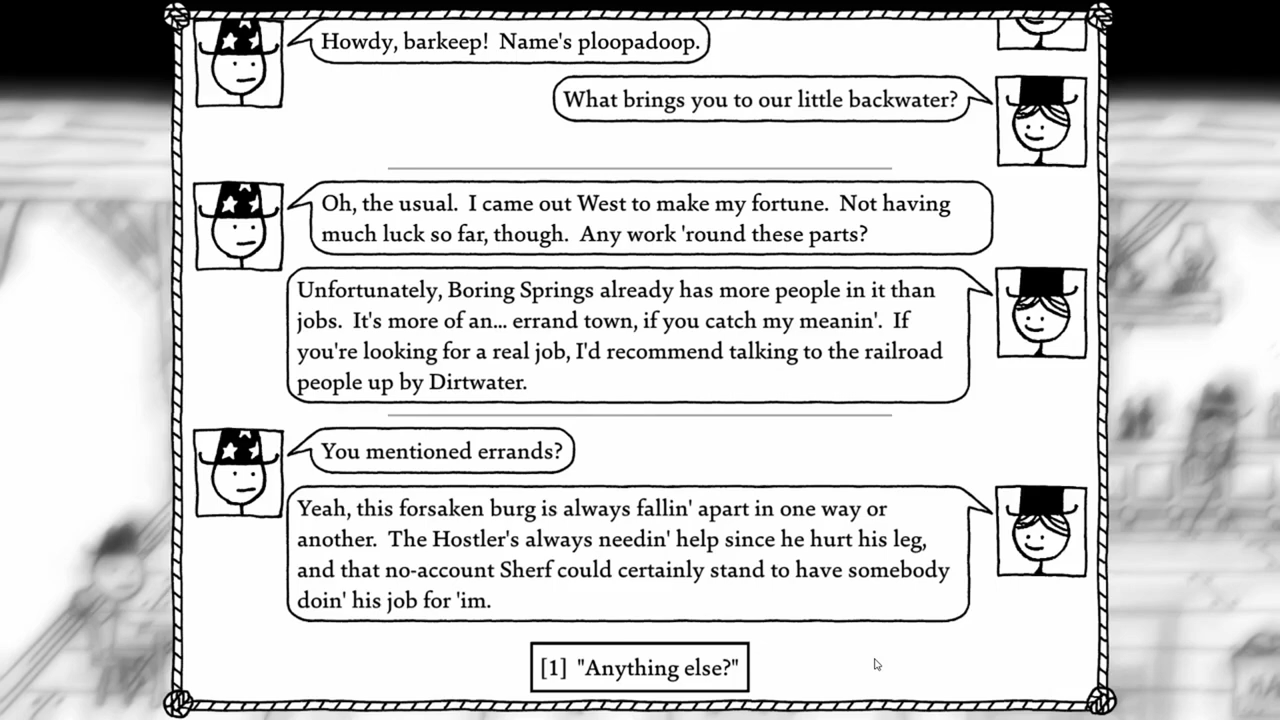 Howdy, barkeep!  Name's ploopadoop.
What brings you to our little backwater?
Oh, the usual.  I came out West to make my fortune.  Not having
much luck so far, though.  Any work 'round these parts?
Unfortunately, Boring Springs already has more people in it than
jobs.  It's more of an... errand town, if you catch my meanin'.  If
you're looking for a real job, I'd recommend talking to the railroad
people up by Dirtwater.
You mentioned errands?
Yeah, this forsaken burg is always fallin' apart in one way or
another.  The Hostler's always needin' help since he hurt his leg,
and that no-account Sherf could certainly stand to have somebody
doin' his job for 'im.
[1]  "Anything else?"